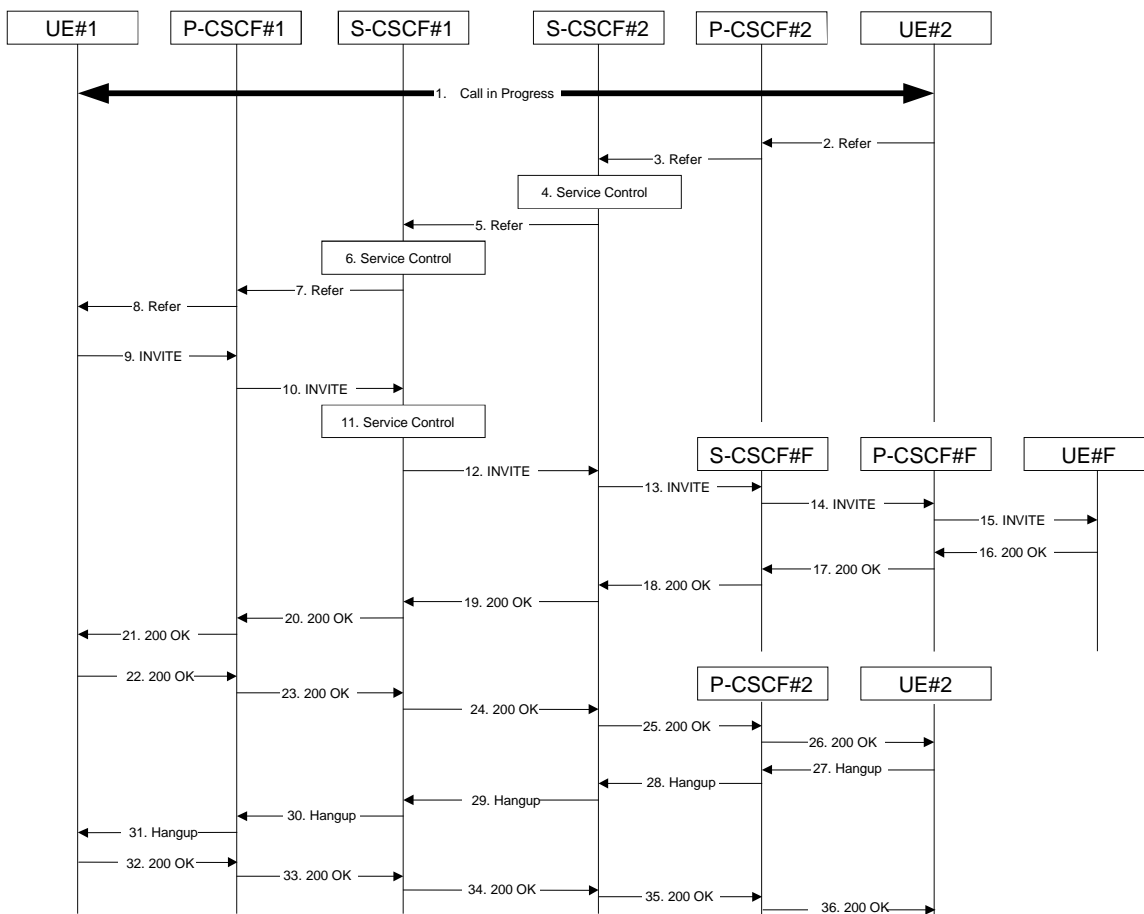 UE#1
P-CSCF#1
S-CSCF#1
S-CSCF#2
P-CSCF#2
UE#2
1. Call in Progress
2. Refer
3. Refer
4. Service Control
5. Refer
6. Service Control
7. Refer
8. Refer
9. INVITE
10. INVITE
11. Service Control
S-CSCF#F
P-CSCF#F
UE#F
12. INVITE
13. INVITE
14. INVITE
15. INVITE
16. 200 OK
17. 200 OK
18. 200 OK
19. 200 OK
20. 200 OK
21. 200 OK
22. 200 OK
P-CSCF#2
UE#2
23. 200 OK
24. 200 OK
25. 200 OK
26. 200 OK
27. Hangup
28. Hangup
29. Hangup
30. Hangup
31. Hangup
32. 200 OK
33. 200 OK
34. 200 OK
35. 200 OK
36. 200 OK